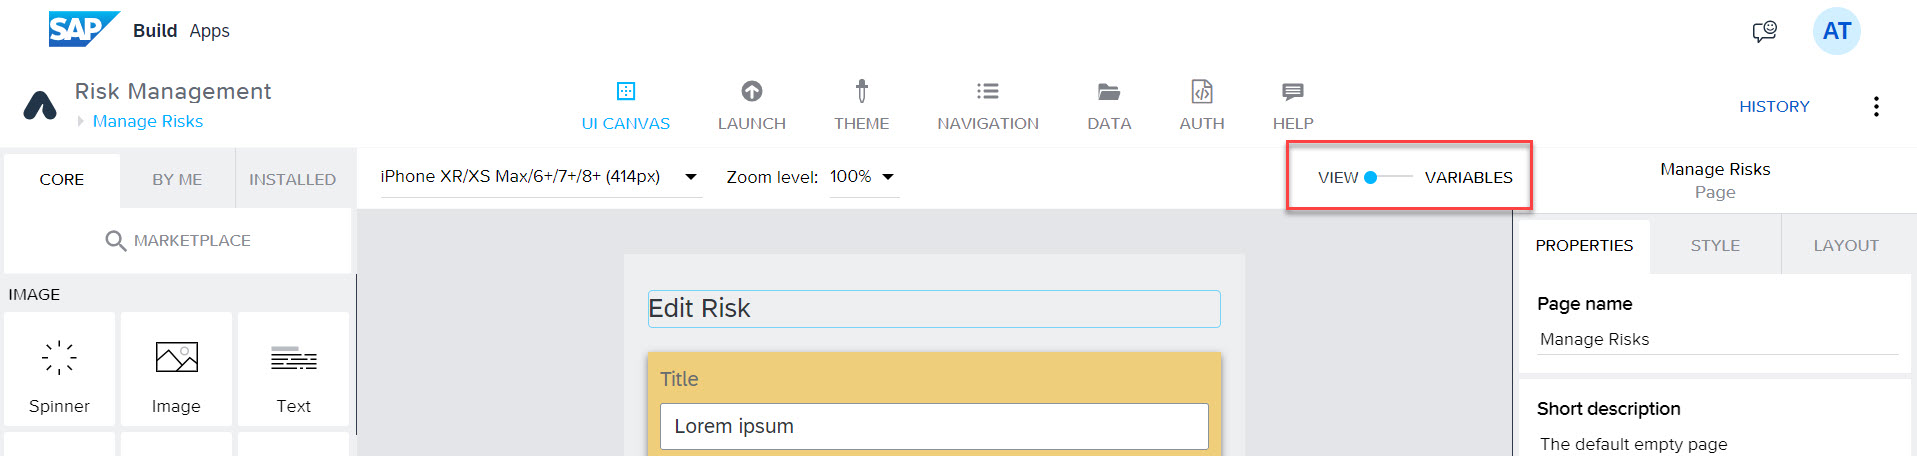 SAP Build Apps
AT
Risk Management
Manage Risks
UI CANVAS LAUNCH THEME NAVIGATION DATA AUTH HELP
HISTORY
CORE BY ME INSTALLED
MARKETPLACE
IMAGE
Spinner Image Text
iPhone XR/XS Max/6+/7+/8+ (414px) Zoom level: 100%
VIEW VARIABLES
Edit Risk
Title
Lorem ipsum
Manage Risks
Page
PROPERTIES STYLE LAYOUT
Page name
Manage Risks
Short description
The default empty page